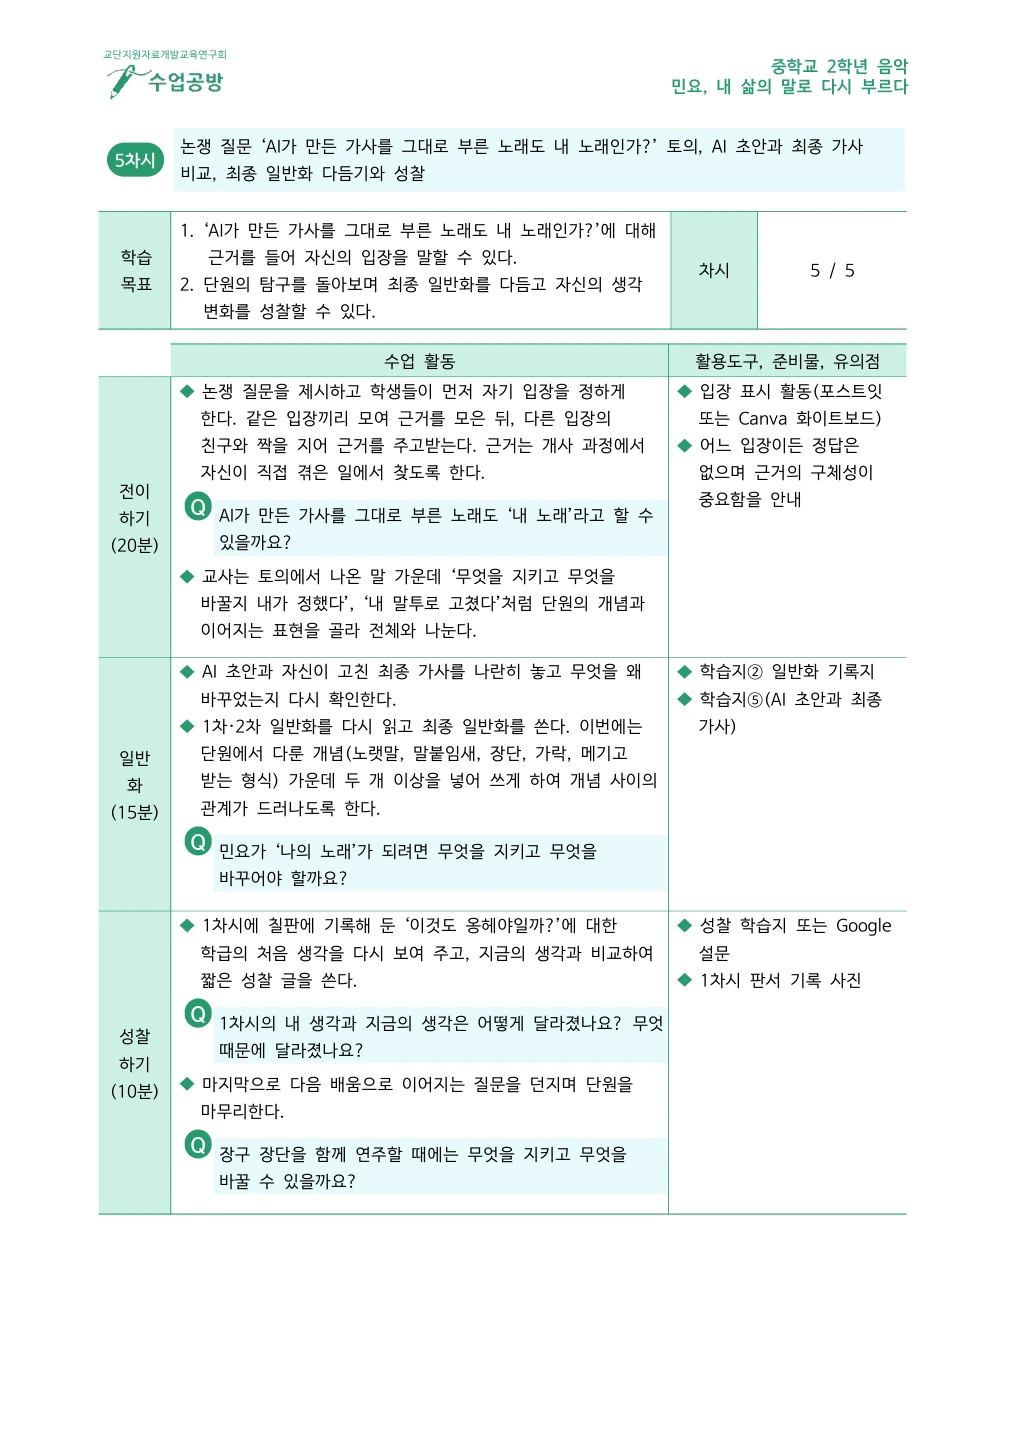 교단지원자료개발교육연구회
수업공방
중학교 2학년 음악
민요, 내 삶의 말로 다시 부르다
5차시
논쟁 질문 ‘AI가 만든 가사를 그대로 부른 노래도 내 노래인가?’ 토의, AI 초안과 최종 가사
비교, 최종 일반화 다듬기와 성찰
학습
목표
1. ‘AI가 만든 가사를 그대로 부른 노래도 내 노래인가?’에 대해
근거를 들어 자신의 입장을 말할 수 있다.
2. 단원의 탐구를 돌아보며 최종 일반화를 다듬고 자신의 생각
변화를 성찰할 수 있다.
차시
5 / 5
수업 활동
활용도구, 준비물, 유의점
전이
하기
(20분)
◆ 논쟁 질문을 제시하고 학생들이 먼저 자기 입장을 정하게
한다. 같은 입장끼리 모여 근거를 모은 뒤, 다른 입장의
친구와 짝을 지어 근거를 주고받는다. 근거는 개사 과정에서
자신이 직접 겪은 일에서 찾도록 한다.
Q
AI가 만든 가사를 그대로 부른 노래도 ‘내 노래’라고 할 수
있을까요?
◆ 교사는 토의에서 나온 말 가운데 ‘무엇을 지키고 무엇을
바꿀지 내가 정했다’, ‘내 말투로 고쳤다’처럼 단원의 개념과
이어지는 표현을 골라 전체와 나눈다.
◆ 입장 표시 활동(포스트잇
또는 Canva 화이트보드)
◆ 어느 입장이든 정답은
없으며 근거의 구체성이
중요함을 안내
일반
화
(15분)
◆ AI 초안과 자신이 고친 최종 가사를 나란히 놓고 무엇을 왜
바꾸었는지 다시 확인한다.
◆ 1차·2차 일반화를 다시 읽고 최종 일반화를 쓴다. 이번에는
단원에서 다룬 개념(노랫말, 말붙임새, 장단, 가락, 메기고
받는 형식) 가운데 두 개 이상을 넣어 쓰게 하여 개념 사이의
관계가 드러나도록 한다.
Q
민요가 ‘나의 노래’가 되려면 무엇을 지키고 무엇을
바꾸어야 할까요?
◆ 학습지② 일반화 기록지
◆ 학습지⑤(AI 초안과 최종
가사)
성찰
하기
(10분)
◆ 1차시에 칠판에 기록해 둔 ‘이것도 옹헤야일까?’에 대한
학급의 처음 생각을 다시 보여 주고, 지금의 생각과 비교하여
짧은 성찰 글을 쓴다.
Q
1차시의 내 생각과 지금의 생각은 어떻게 달라졌나요? 무엇
때문에 달라졌나요?
◆ 마지막으로 다음 배움으로 이어지는 질문을 던지며 단원을
마무리한다.
Q
장구 장단을 함께 연주할 때에는 무엇을 지키고 무엇을
바꿀 수 있을까요?
◆ 성찰 학습지 또는 Google
설문
◆ 1차시 판서 기록 사진